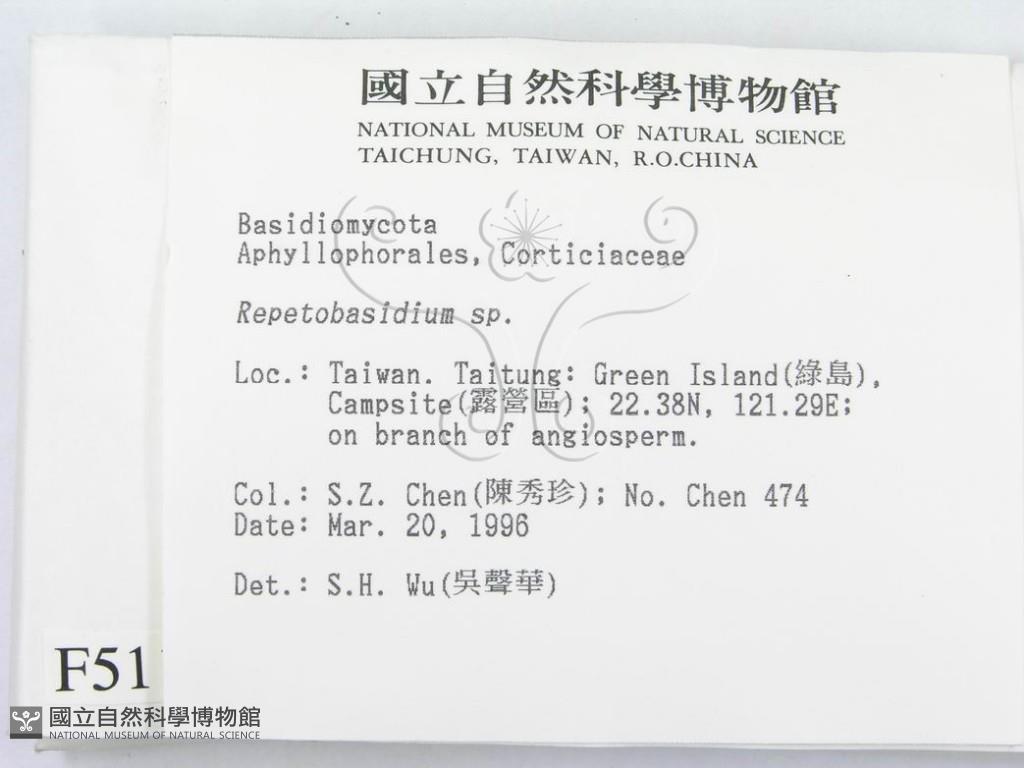 國立自然科學博物館
NATIONAL MUSEUM OF NATURAL SCIENCE
TAICHUNG, TAIWAN, R.O.CHINA
Basidiomycota
Aphyllophorales, Corticiaceae
Repetobasidium sp.
Loc.: Taiwan. Taitung: Green Island(綠島),
Campsite(露營區); 22.38N, 121.29E;
on branch of angiosperm.
Col.: S.Z. Chen(陳秀珍); No. Chen 474
Date: Mar. 20, 1996
Det.: S.H. Wu(吳聲華)
F51
國立自然科學博物館
NATIONAL MUSEUM OF NATURAL SCIENCE